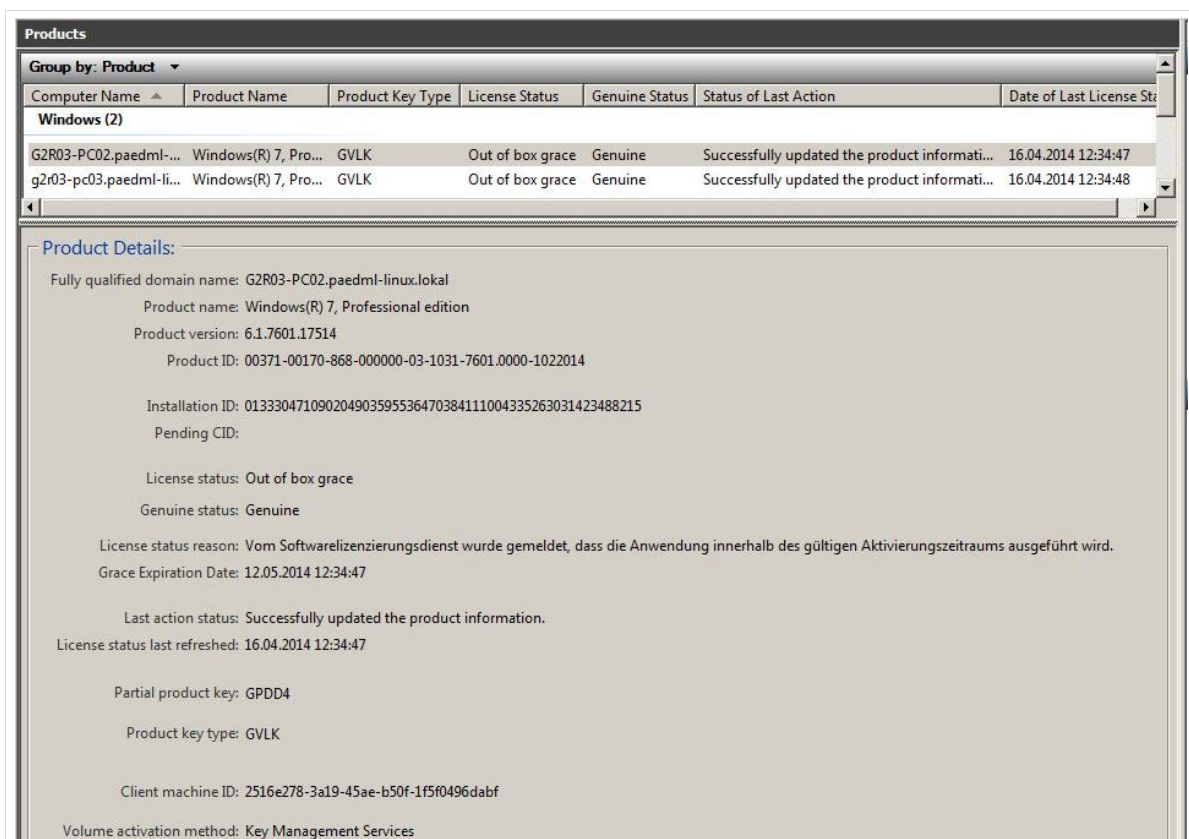 Products
Group by: Product
Computer Name Product Name Product Key Type License Status Genuine Status Status of Last Action Date of Last License Sta
Windows (2)
G2R03-PC02.paedml-... Windows(R) 7, Pro... GVLK Out of box grace Genuine Successfully updated the product informati... 16.04.2014 12:34:47
g2r03-pc03.paedml-li... Windows(R) 7, Pro... GVLK Out of box grace Genuine Successfully updated the product informati... 16.04.2014 12:34:48
Product Details:
Fully qualified domain name: G2R03-PC02.paedml-linux.lokal
Product name: Windows(R) 7, Professional edition
Product version: 6.1.7601.17514
Product ID: 00371-00170-868-000000-03-1031-7601.0000-1022014
Installation ID: 013330471090204903595536470384111004335263031423488215
Pending CID:
License status: Out of box grace
Genuine status: Genuine
License status reason: Vom Softwarelizenzierungsdienst wurde gemeldet, dass die Anwendung innerhalb des gültigen Aktivierungszeitraums ausgeführt wird.
Grace Expiration Date: 12.05.2014 12:34:47
Last action status: Successfully updated the product information.
License status last refreshed: 16.04.2014 12:34:47
Partial product key: GPDD4
Product key type: GVLK
Client machine ID: 2516e278-3a19-45ae-b50f-1f5f0496dabf
Volume activation method: Key Management Services